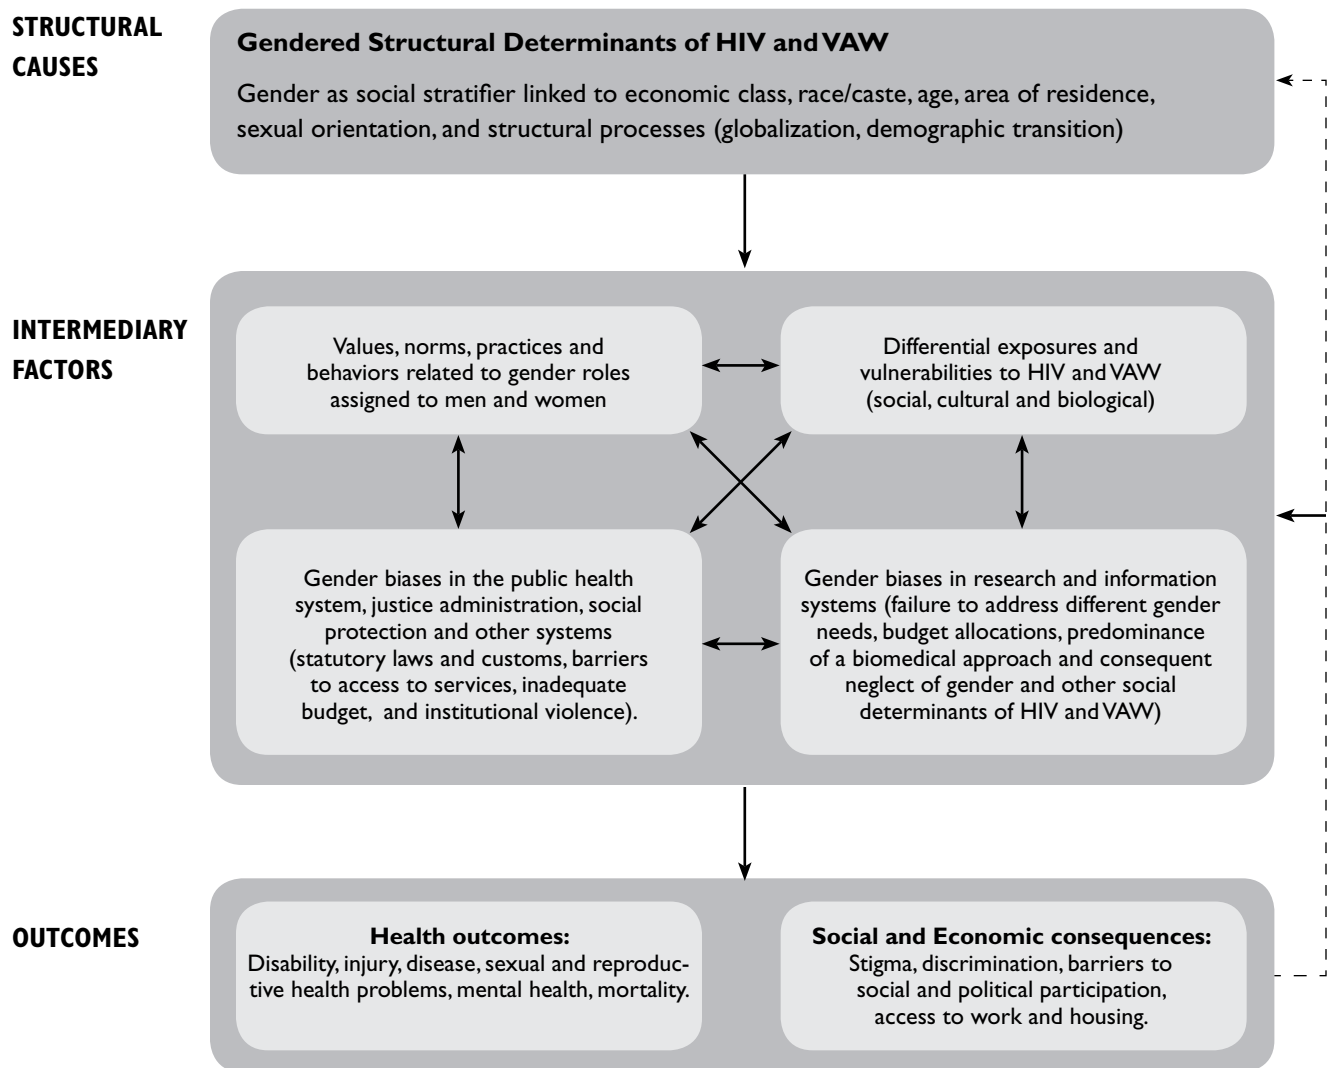 STRUCTURAL
CAUSES
Gendered Structural Determinants of HIV and VAW
Gender as social stratifier linked to economic class, race/caste, age, area of residence,
sexual orientation, and structural processes (globalization, demographic transition)
INTERMEDIARY
FACTORS
Values, norms, practices and
behaviors related to gender roles
assigned to men and women
Differential exposures and
vulnerabilities to HIV and VAW
(social, cultural and biological)
Gender biases in the public health
system, justice administration, social
protection and other systems
(statutory laws and customs, barriers
to access to services, inadequate
budget, and institutional violence).
Gender biases in research and information
systems (failure to address different gender
needs, budget allocations, predominance
of a biomedical approach and consequent
neglect of gender and other social
determinants of HIV and VAW)
OUTCOMES
Health outcomes:
Disability, injury, disease, sexual and reproduc-
tive health problems, mental health, mortality.
Social and Economic consequences:
Stigma, discrimination, barriers to
social and political participation,
access to work and housing.